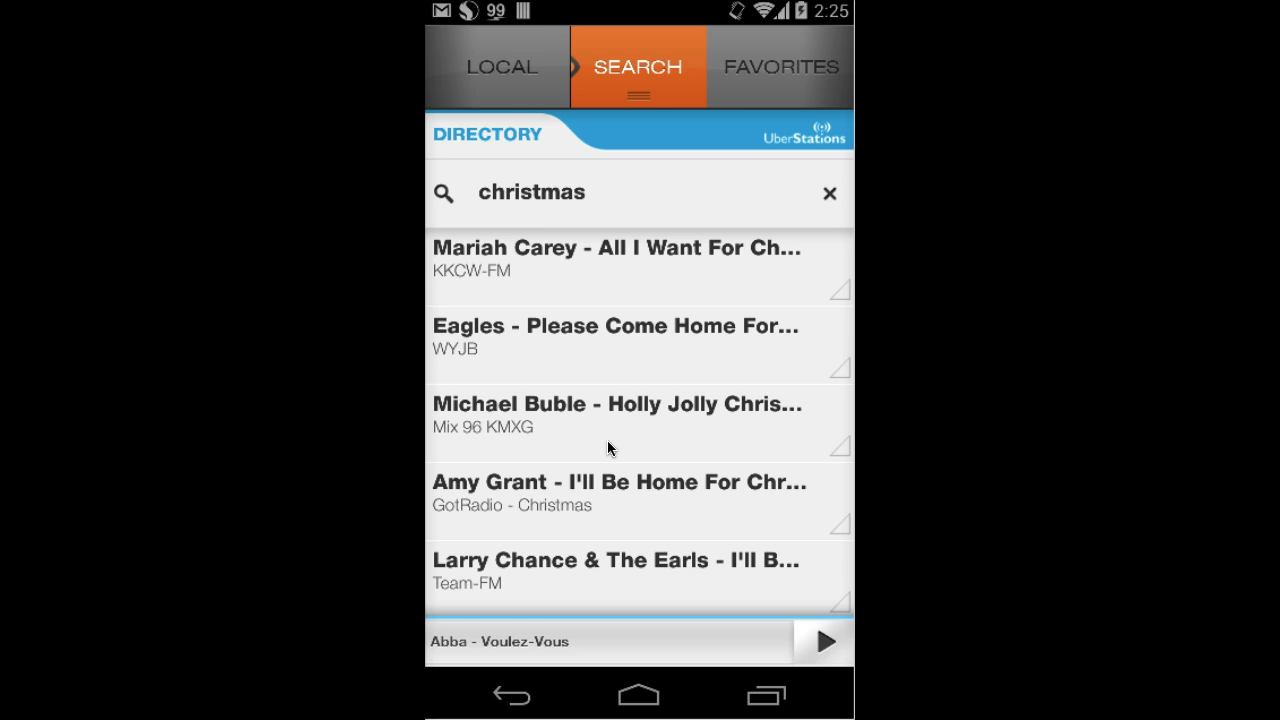 99 2:25
LOCAL SEARCH FAVORITES
DIRECTORY UberStations
christmas
Mariah Carey - All I Want For Ch...
KKCW-FM
Eagles - Please Come Home For...
WYJB
Michael Buble - Holly Jolly Chris...
Mix 96 KMXG
Amy Grant - I'll Be Home For Chr...
GotRadio - Christmas
Larry Chance & The Earls - I'll B...
Team-FM
Abba - Voulez-Vous